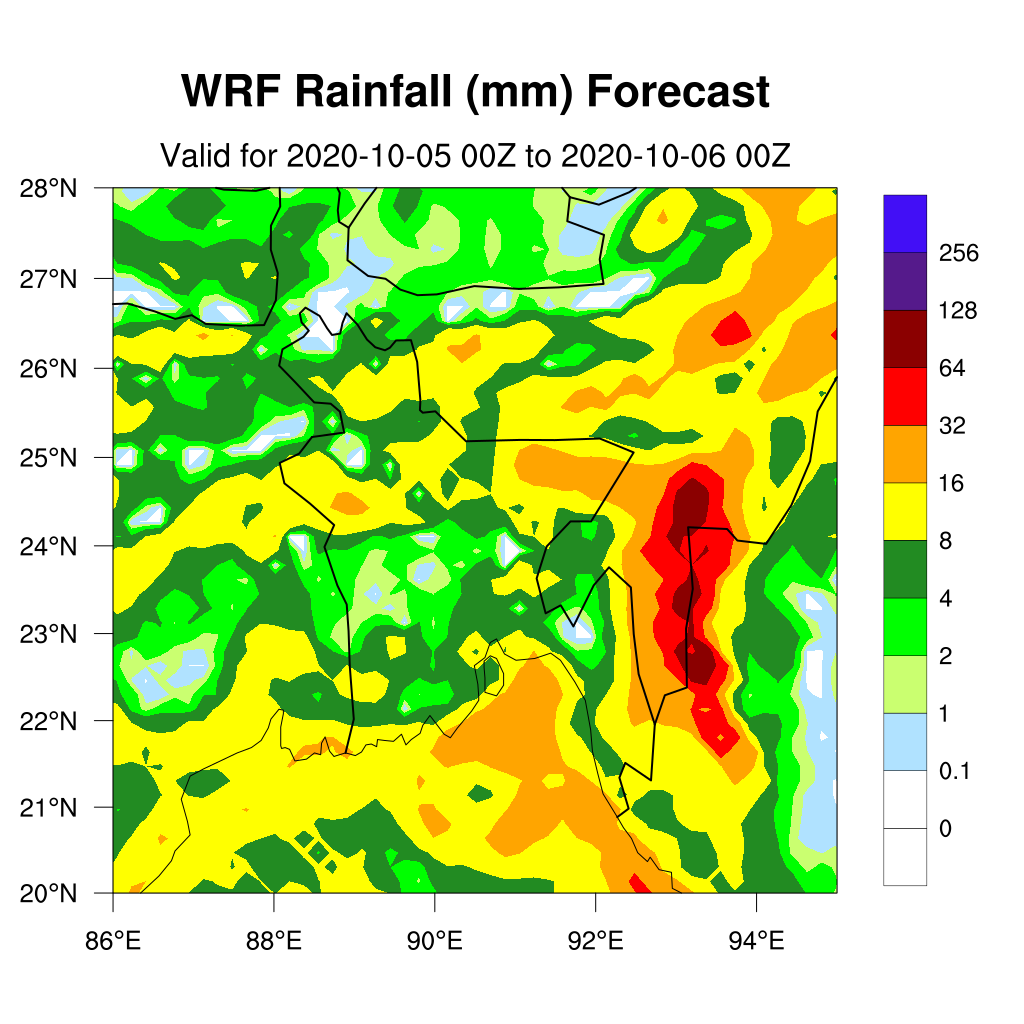 WRF Rainfall (mm) Forecast
Valid for 2020-10-05 00Z to 2020-10-06 00Z
28°N
27°N
26°N
25°N
24°N
23°N
22°N
21°N
20°N
86°E 88°E 90°E 92°E 94°E
256
128
64
32
16
8
4
2
1
0.1
0